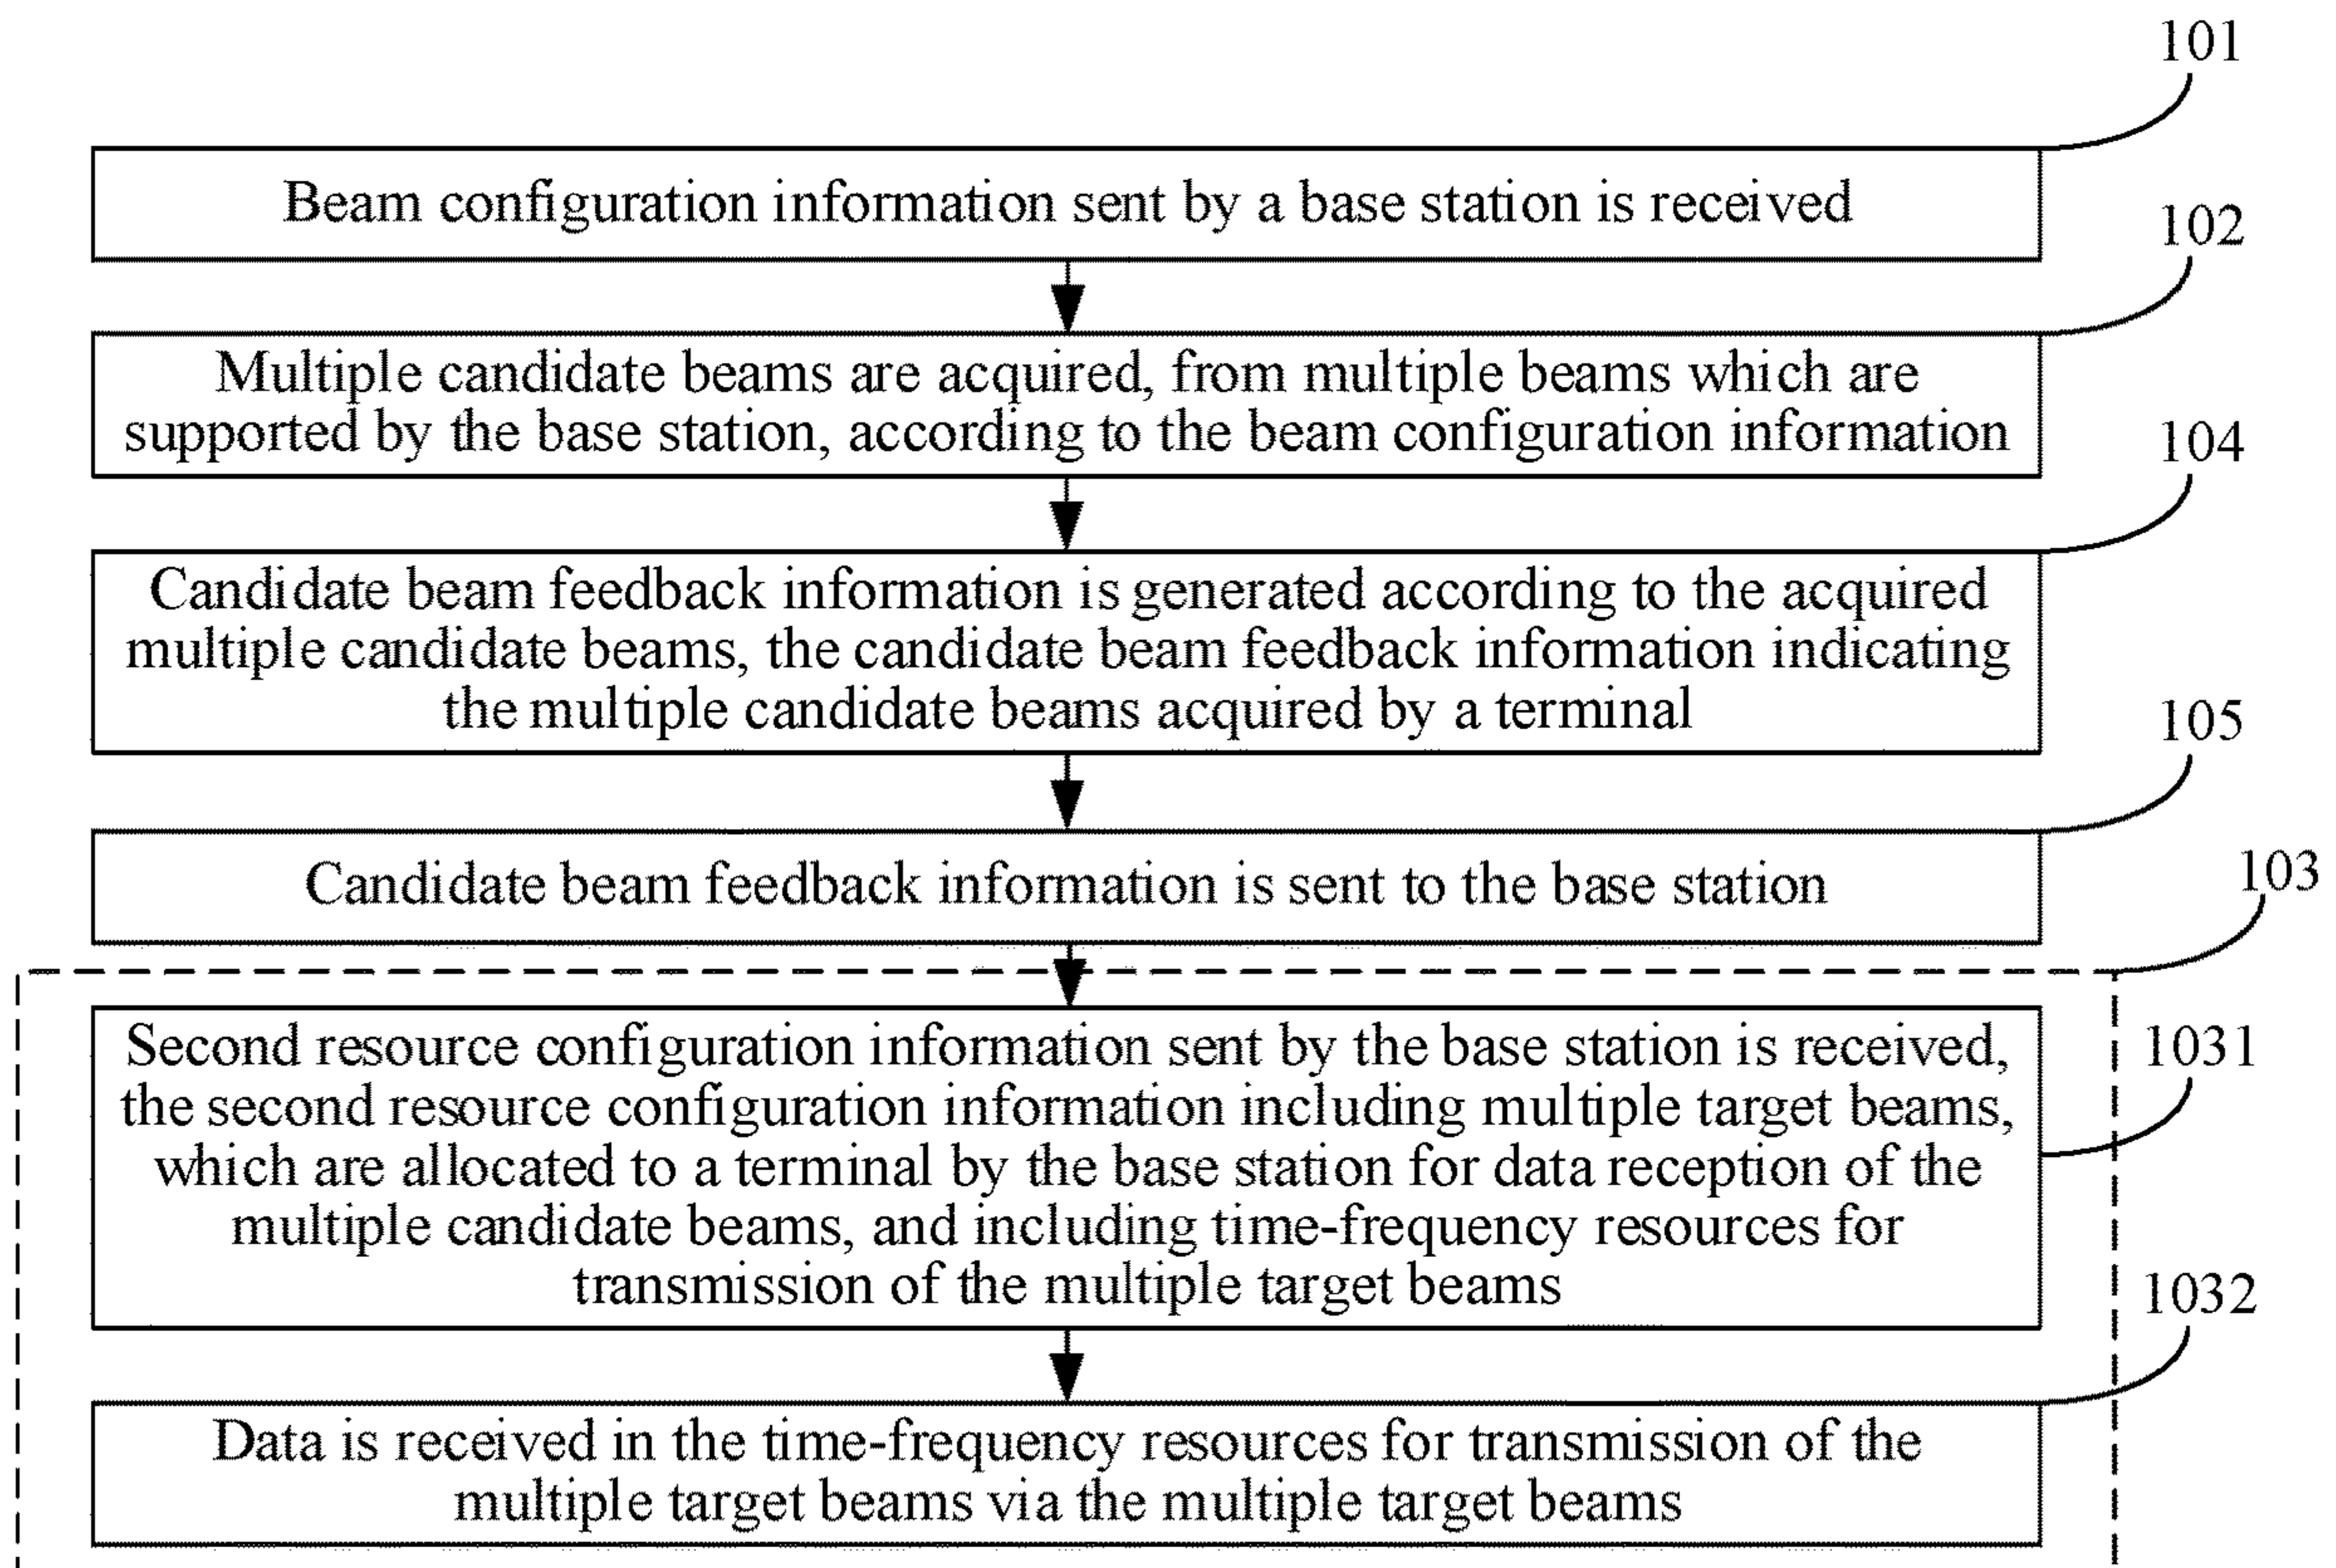 101
Beam configuration information sent by a base station is received
102
Multiple candidate beams are acquired, from multiple beams which are
supported by the base station, according to the beam configuration information
104
Candidate beam feedback information is generated according to the acquired
multiple candidate beams, the candidate beam feedback information indicating
the multiple candidate beams acquired by a terminal
105
Candidate beam feedback information is sent to the base station
103
Second resource configuration information sent by the base station is received,
the second resource configuration information including multiple target beams,
which are allocated to a terminal by the base station for data reception of the
multiple candidate beams, and including time-frequency resources for
transmission of the multiple target beams
1031
1032
Data is received in the time-frequency resources for transmission of the
multiple target beams via the multiple target beams